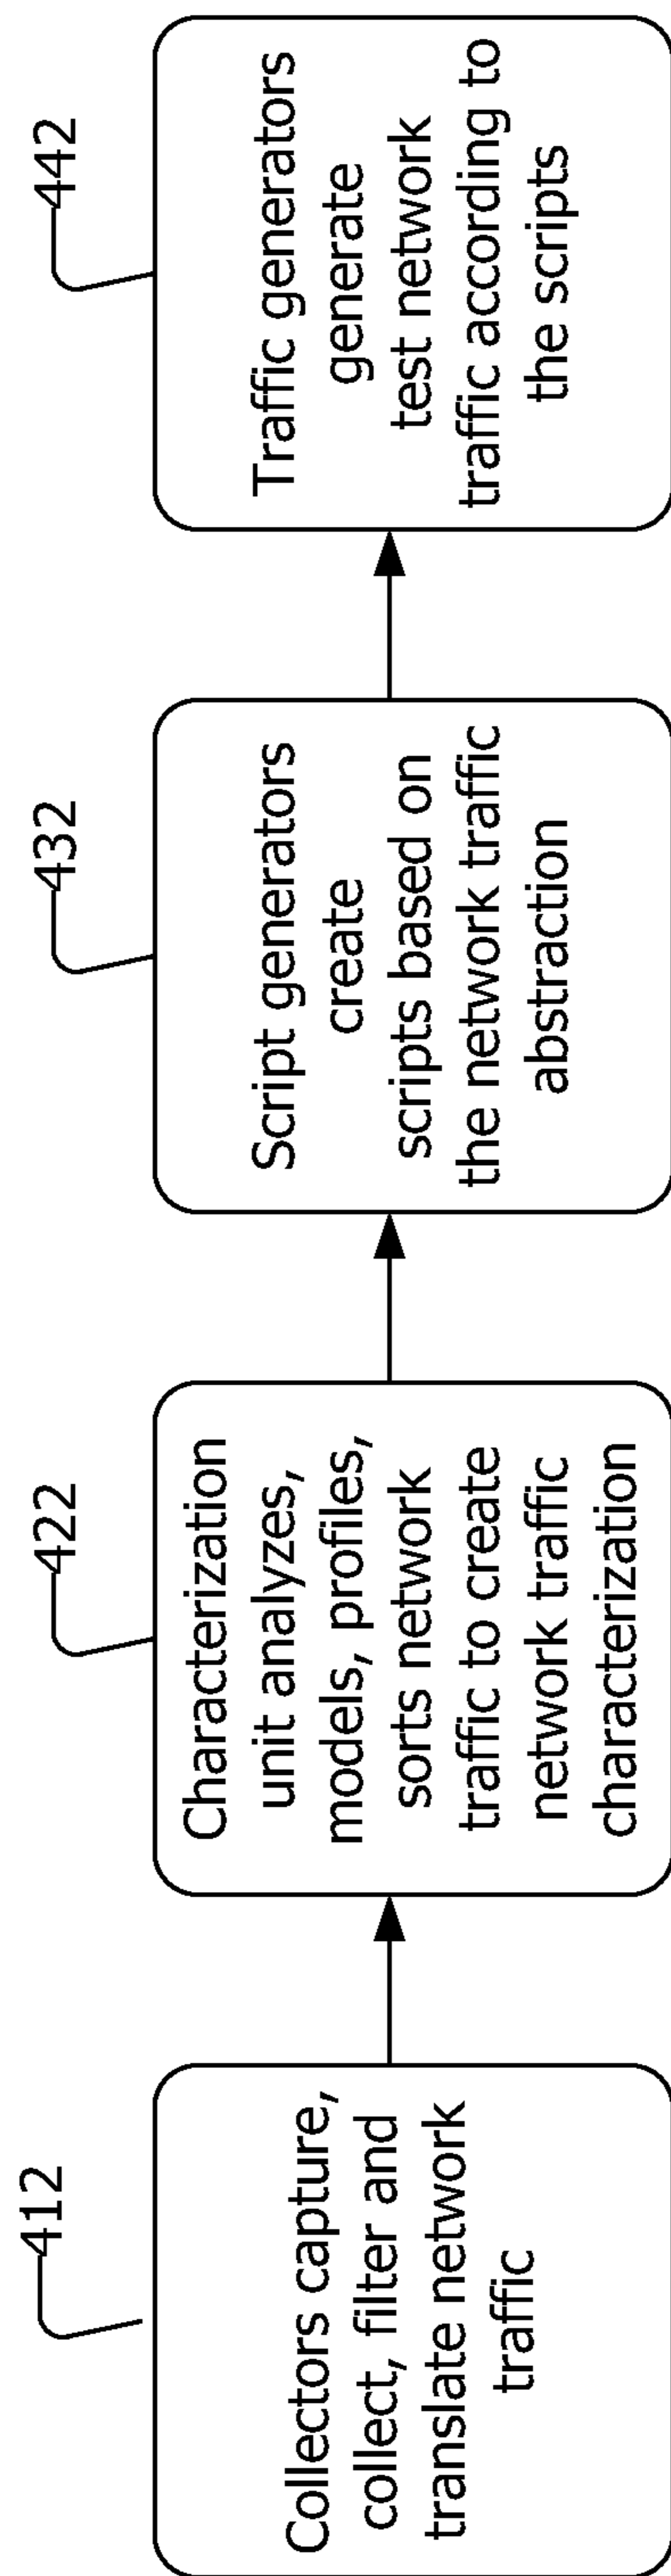 412
Collectors capture,
collect, filter and
translate network
traffic
422
Characterization
unit analyzes,
models, profiles,
sorts network
traffic to create
network traffic
characterization
432
Script generators
create
scripts based on
the network traffic
abstraction
442
Traffic generators
generate
test network
traffic according to
the scripts